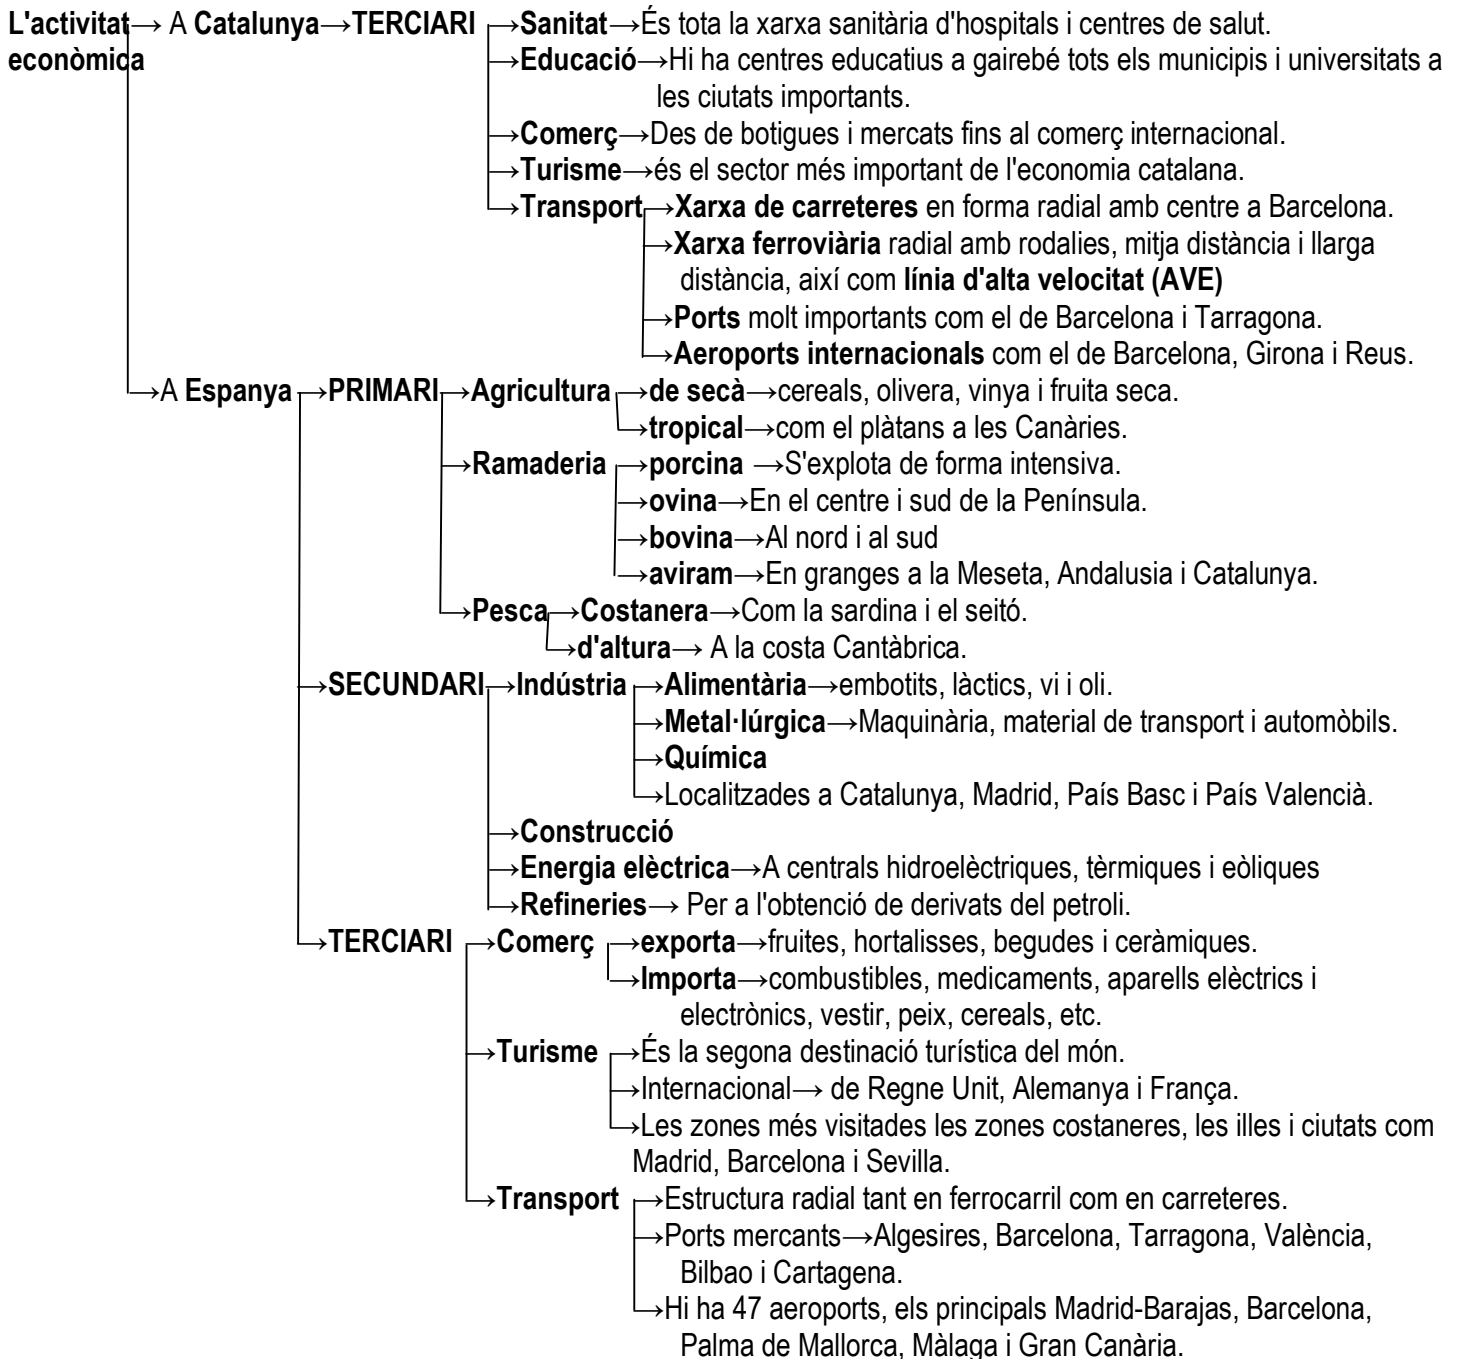 L'activitat→ A Catalunya→TERCIARI →Sanitat→És tota la xarxa sanitària d'hospitals i centres de salut.
econòmica →Educació→Hi ha centres educatius a gairebé tots els municipis i universitats a
les ciutats importants.
→Comerç→Des de botigues i mercats fins al comerç internacional.
→Turisme→és el sector més important de l'economia catalana.
→Transport→Xarxa de carreteres en forma radial amb centre a Barcelona.
→Xarxa ferroviària radial amb rodalies, mitja distància i llarga
distància, així com línia d'alta velocitat (AVE)
→Ports molt importants com el de Barcelona i Tarragona.
→Aeroports internacionals com el de Barcelona, Girona i Reus.
→A Espanya →PRIMARI→Agricultura →de secà→cereals, olivera, vinya i fruita seca.
→tropical→com el plàtans a les Canàries.
→Ramaderia →porcina →S'explota de forma intensiva.
→ovina→En el centre i sud de la Península.
→bovina→Al nord i al sud
→aviram→En granges a la Meseta, Andalusia i Catalunya.
→Pesca→Costanera→Com la sardina i el seitó.
→d'altura→ A la costa Cantàbrica.
→SECUNDARI→Indústria →Alimentària→embotits, làctics, vi i oli.
→Metal·lúrgica→Maquinària, material de transport i automòbils.
→Química
→Localitzades a Catalunya, Madrid, País Basc i País Valencià.
→Construcció
→Energia elèctrica→A centrals hidroelèctriques, tèrmiques i eòliques
→Refineries→ Per a l'obtenció de derivats del petroli.
→TERCIARI →Comerç →exporta→fruites, hortalisses, begudes i ceràmiques.
→Importa→combustibles, medicaments, aparells elèctrics i
electrònics, vestir, peix, cereals, etc.
→Turisme →És la segona destinació turística del món.
→Internacional→ de Regne Unit, Alemanya i França.
→Les zones més visitades les zones costaneres, les illes i ciutats com
Madrid, Barcelona i Sevilla.
→Transport →Estructura radial tant en ferrocarril com en carreteres.
→Ports mercants→Algesires, Barcelona, Tarragona, València,
Bilbao i Cartagena.
→Hi ha 47 aeroports, els principals Madrid-Barajas, Barcelona,
Palma de Mallorca, Màlaga i Gran Canària.